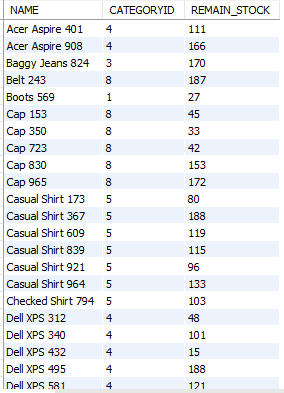 NAME CATEGORYID REMAIN_STOCK
Acer Aspire 401 4 111
Acer Aspire 908 4 166
Baggy Jeans 824 3 170
Belt 243 8 187
Boots 569 1 27
Cap 153 8 45
Cap 350 8 33
Cap 723 8 42
Cap 830 8 153
Cap 965 8 172
Casual Shirt 173 5 80
Casual Shirt 367 5 188
Casual Shirt 609 5 119
Casual Shirt 839 5 115
Casual Shirt 921 5 96
Casual Shirt 964 5 133
Checked Shirt 794 5 103
Dell XPS 312 4 48
Dell XPS 340 4 101
Dell XPS 432 4 15
Dell XPS 495 4 188
Dell XPS 581 4 121